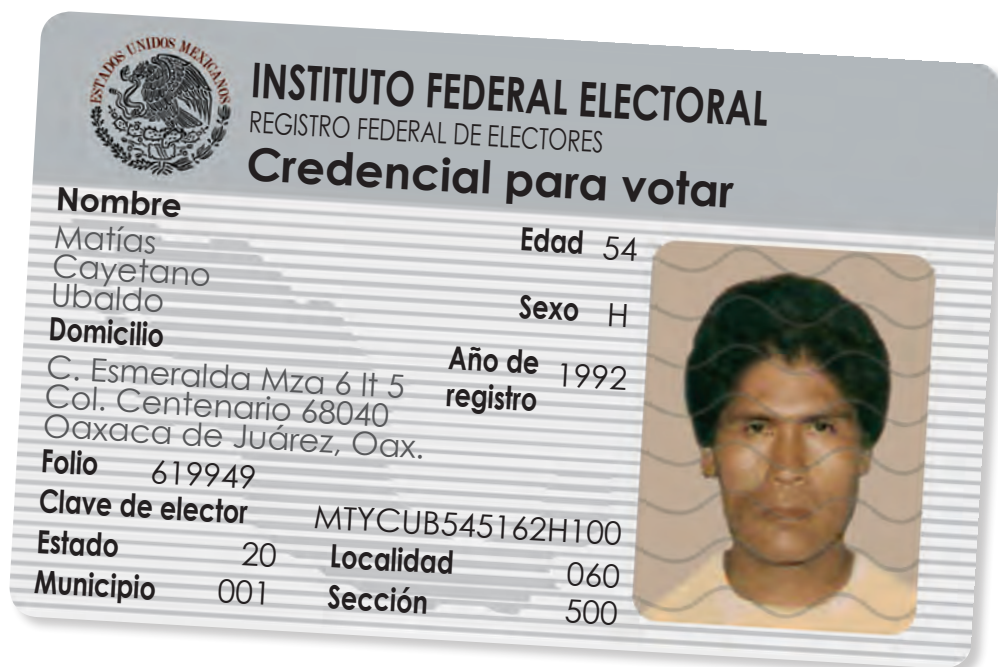 ESTADOS UNIDOS MEXICANOS
INSTITUTO FEDERAL ELECTORAL
REGISTRO FEDERAL DE ELECTORES
Credencial para votar
Nombre
Matías
Cayetano
Ubaldo
Edad 54
Sexo H
Domicilio
C. Esmeralda Mza 6 lt 5
Col. Centenario 68040
Oaxaca de Juárez, Oax.
Año de
registro 1992
Folio 619949
Clave de elector MTYCUB545162H100
Estado 20 Localidad 060
Municipio 001 Sección 500